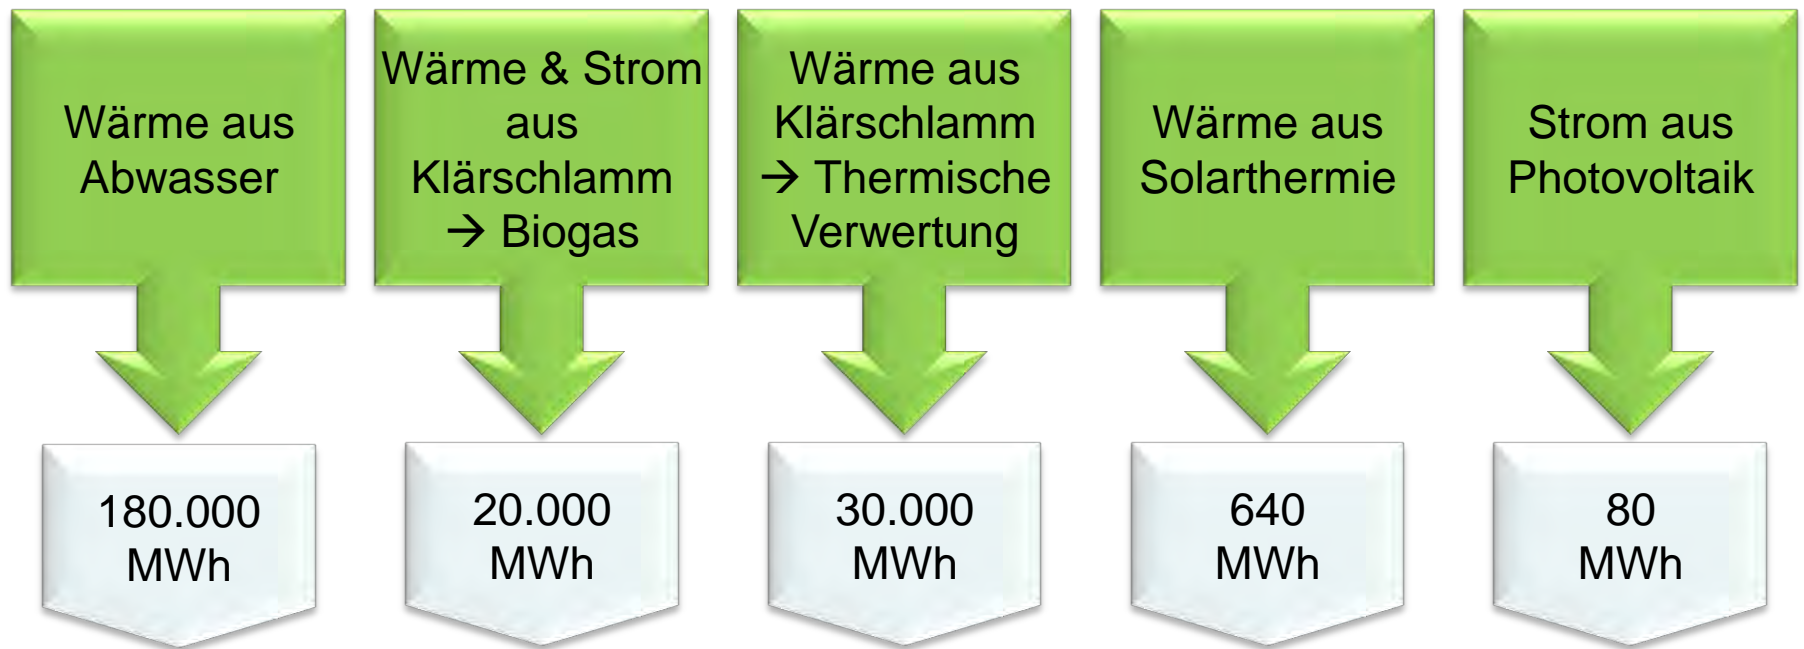 Wärme aus
Abwasser
Wärme & Strom
aus
Klärschlamm
→ Biogas
Wärme aus
Klärschlamm
→ Thermische
Verwertung
Wärme aus
Solarthermie
Strom aus
Photovoltaik
180.000
MWh
20.000
MWh
30.000
MWh
640
MWh
80
MWh